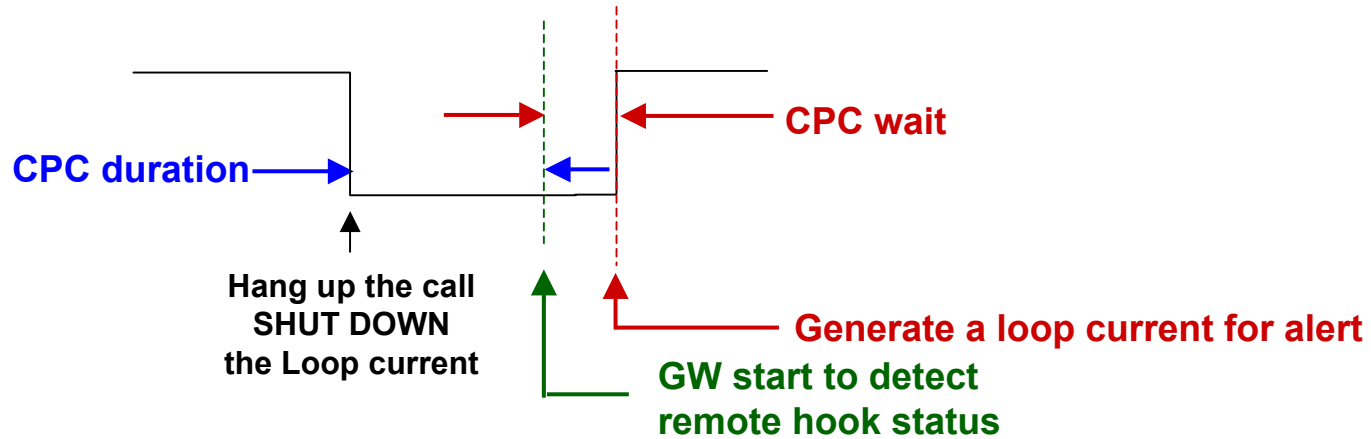 CPC wait
CPC duration
Hang up the call
SHUT DOWN
the Loop current
Generate a loop current for alert
GW start to detect
remote hook status